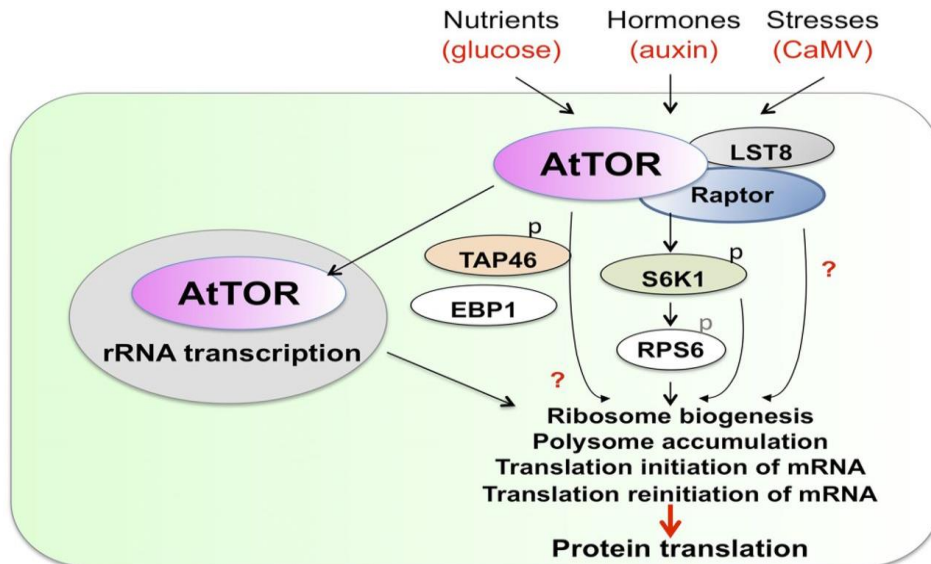 Nutrients Hormones Stresses
(glucose) (auxin) (CaMV)
AtTOR
LST8
Raptor
p
TAP46
EBP1
p
S6K1
?
p
RPS6
AtTOR
rRNA transcription
?
Ribosome biogenesis
Polysome accumulation
Translation initiation of mRNA
Translation reinitiation of mRNA
Protein translation